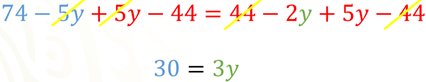 74 − 5y + 5y − 44 = 44 − 2y + 5y − 44
30 = 3y